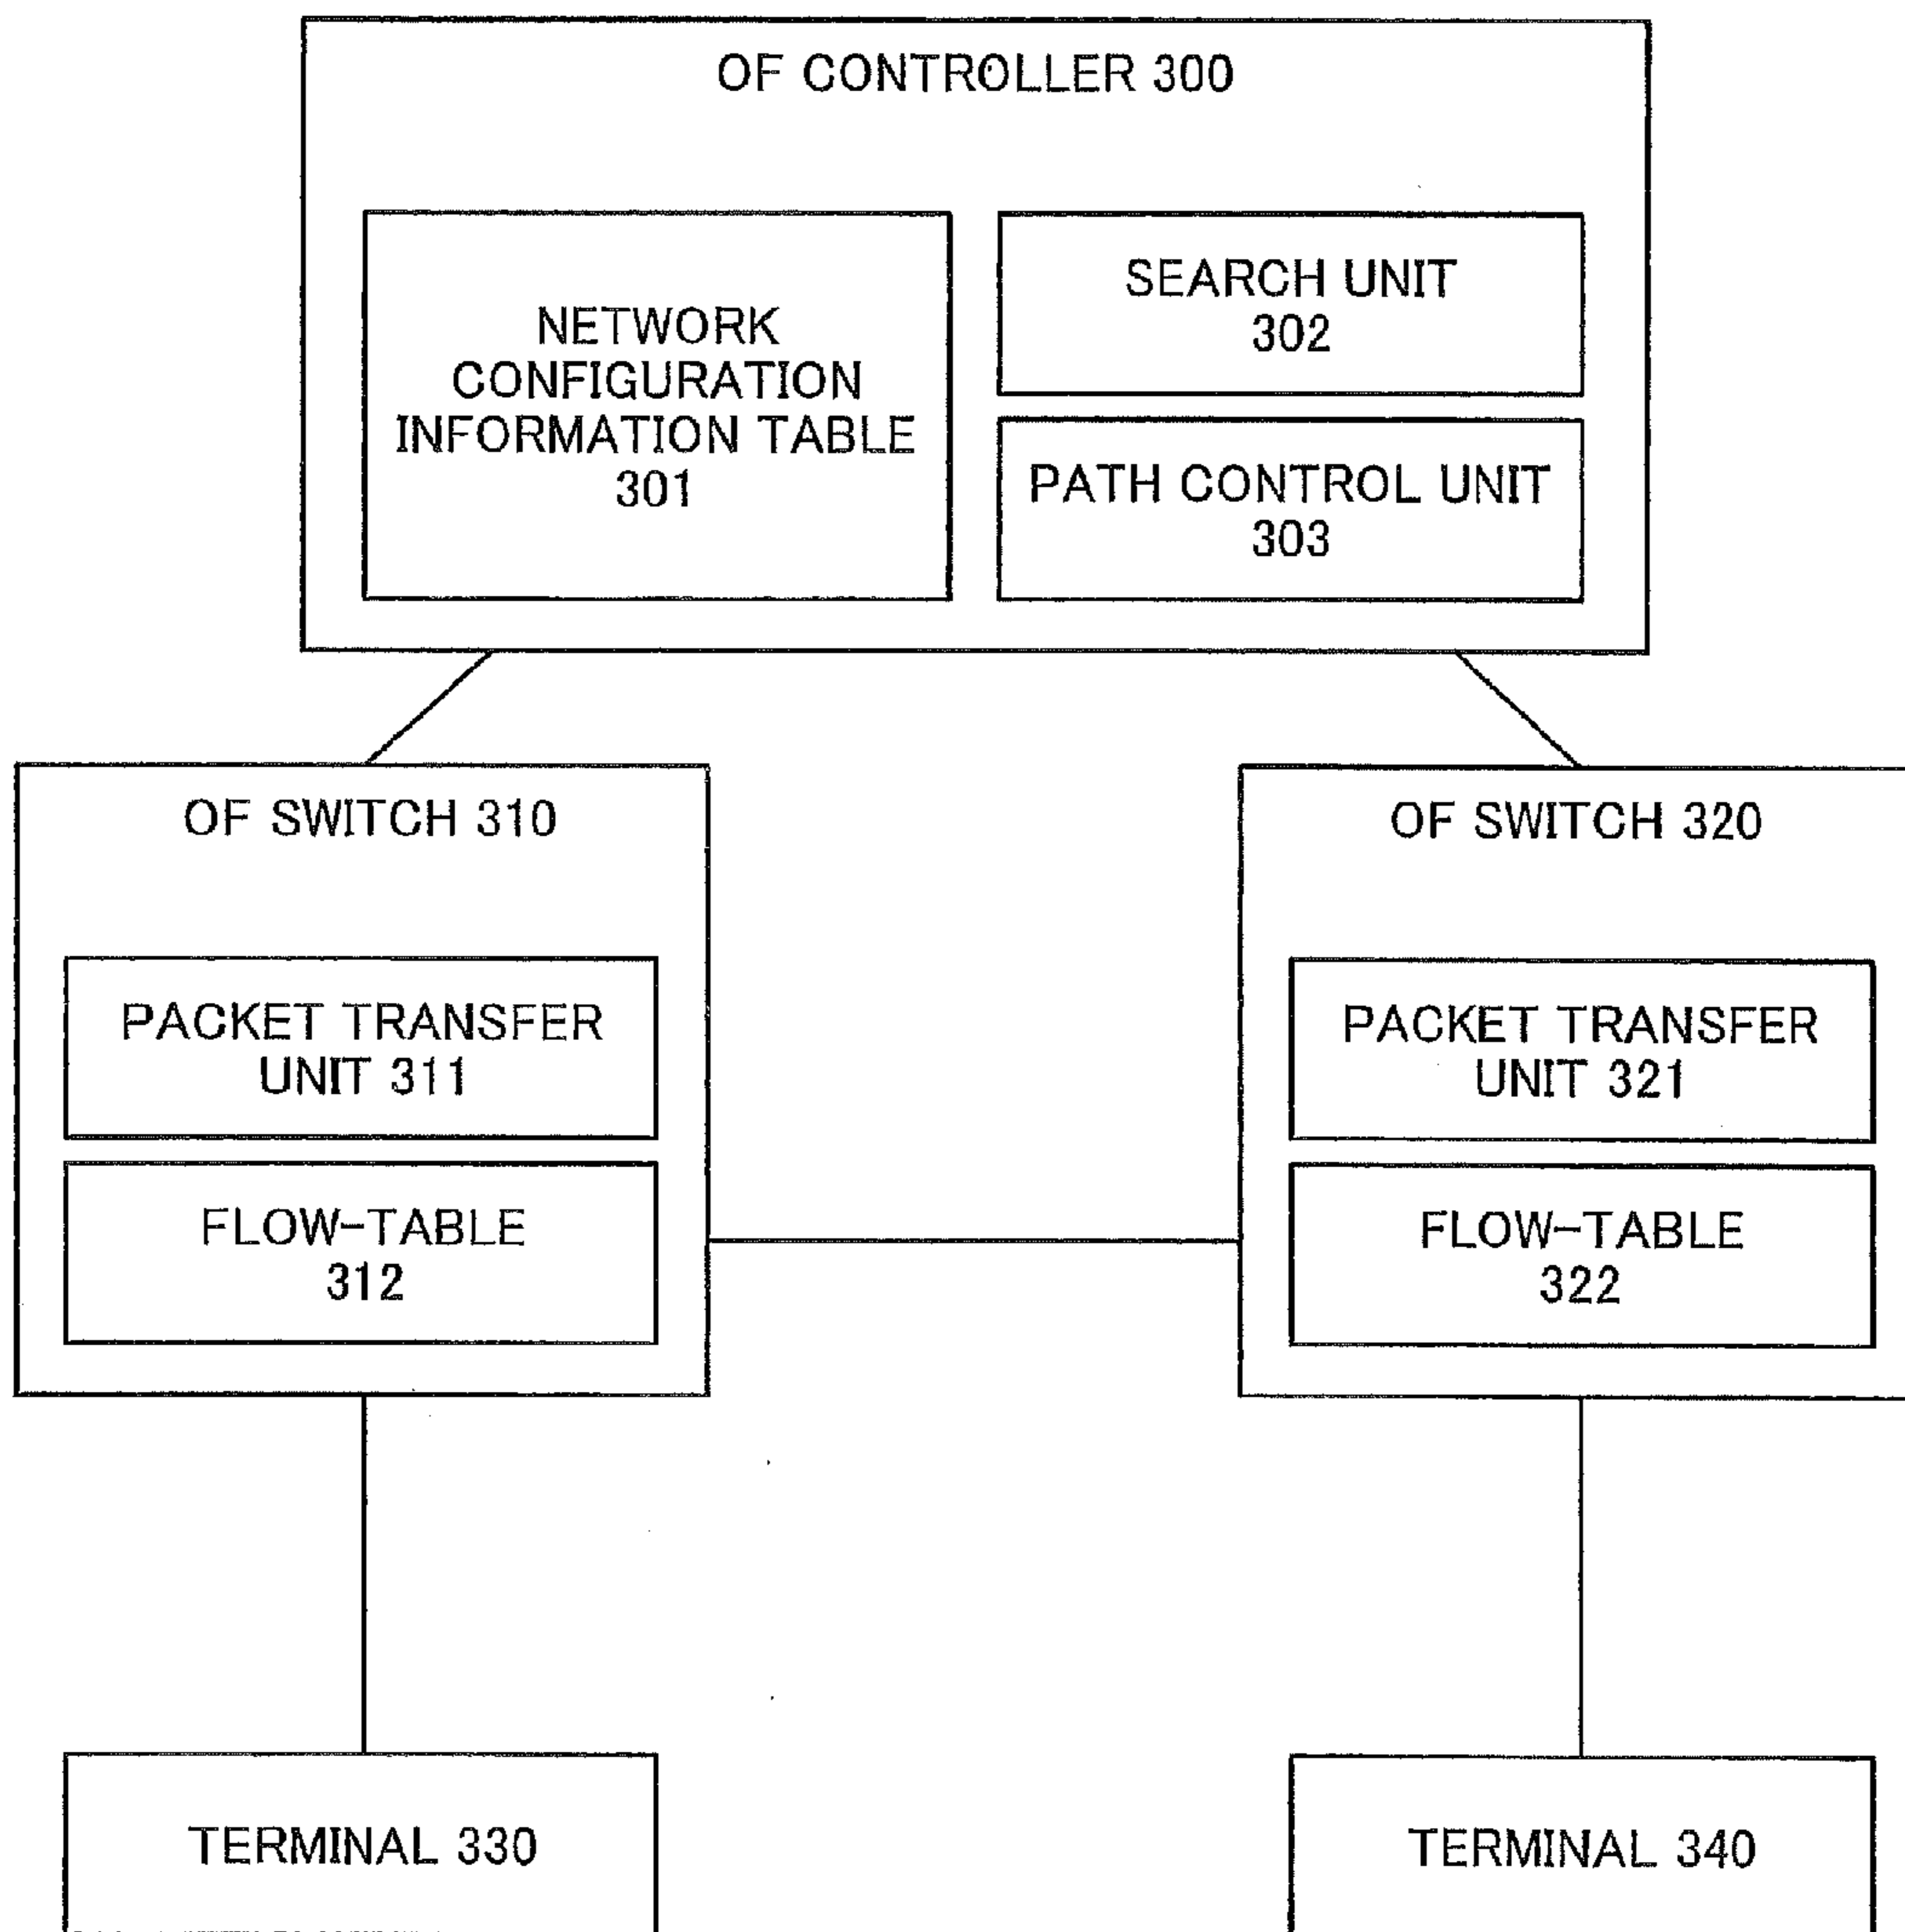 OF CONTROLLER 300
NETWORK
CONFIGURATION
INFORMATION TABLE
301
SEARCH UNIT
302
PATH CONTROL UNIT
303
OF SWITCH 310
PACKET TRANSFER
UNIT 311
FLOW-TABLE
312
OF SWITCH 320
PACKET TRANSFER
UNIT 321
FLOW-TABLE
322
TERMINAL 330
TERMINAL 340